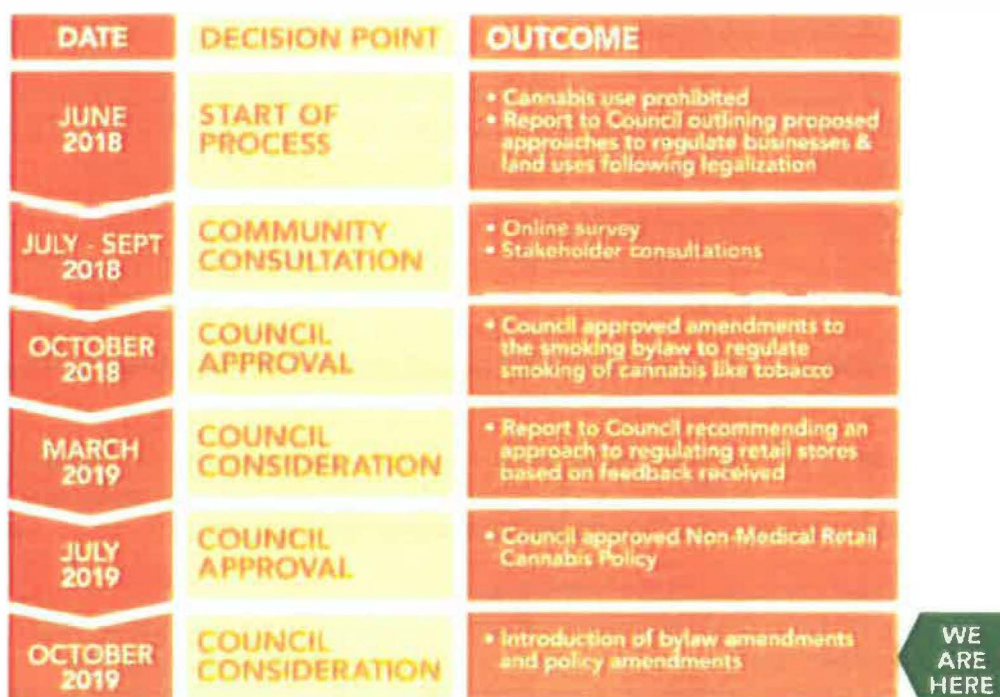 DATE
DECISION POINT
OUTCOME
JUNE
2018
START OF
PROCESS
• Cannabis use prohibited
• Report to Council outlining proposed
approaches to regulate businesses &
land uses following legalization
JULY - SEPT
2018
COMMUNITY
CONSULTATION
• Online survey
• Stakeholder consultations
OCTOBER
2018
COUNCIL
APPROVAL
• Council approved amendments to
the smoking bylaw to regulate
smoking of cannabis like tobacco
MARCH
2019
COUNCIL
CONSIDERATION
• Report to Council recommending an
approach to regulating retail stores
based on feedback received
JULY
2019
COUNCIL
APPROVAL
• Council approved Non-Medical Retail
Cannabis Policy
OCTOBER
2019
COUNCIL
CONSIDERATION
• Introduction of bylaw amendments
and policy amendments
WE
ARE
HERE